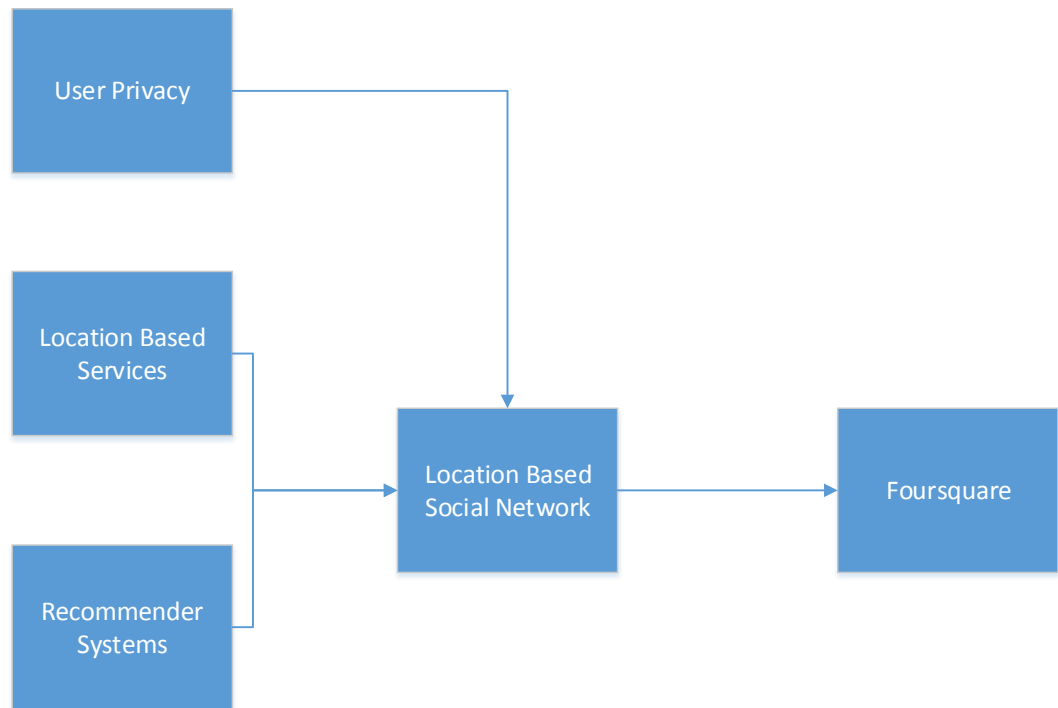 User Privacy
Location Based
Services
Location Based
Social Network
Foursquare
Recommender
Systems